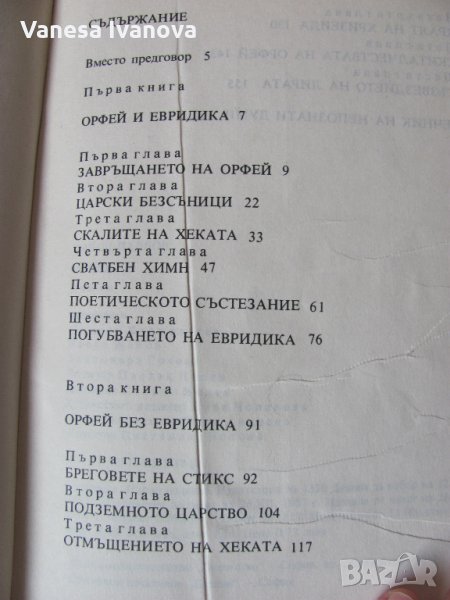 Vanesa Ivanova
СЪДЪРЖАНИЕ
Вместо предговор 5
Първа книга
ОРФЕЙ И ЕВРИДИКА 7
Първа глава
ЗАВРЪЩАНЕТО НА ОРФЕЙ 9
Втора глава
ЦАРСКИ БЕЗСЪНИЦИ 22
Трета глава
СКАЛИТЕ НА ХЕКАТА 33
Четвърта глава
СВАТБЕН ХИМН 47
Пета глава
ПОЕТИЧЕСКОТО СЪСТЕЗАНИЕ 61
Шеста глава
ПОГУБВАНЕТО НА ЕВРИДИКА 76
Втора книга
ОРФЕЙ БЕЗ ЕВРИДИКА 91
Първа глава
БРЕГОВЕТЕ НА СТИКС 92
Втора глава
ПОДЗЕМНОТО ЦАРСТВО 104
Трета глава
ОТМЪЩЕНИЕТО НА ХЕКАТА 117
BAZAR